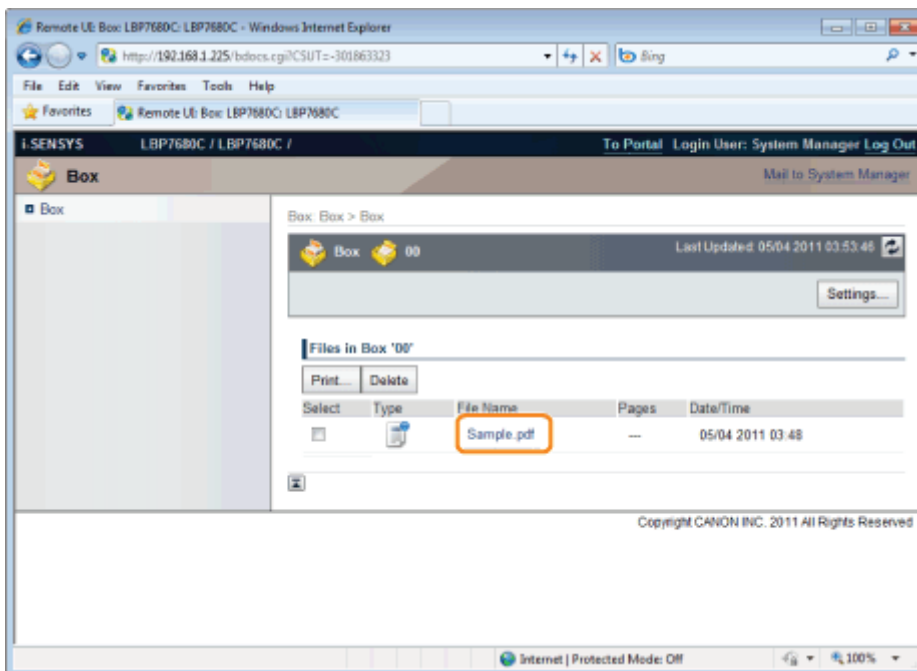 Remote UI: Box: LBP7680C: LBP7680C - Windows Internet Explorer
http://192.168.1.225/bdocs.cgi?CSUT=-301863323
Bing
File Edit View Favorites Tools Help
Favorites Remote UI: Box: LBP7680C: LBP7680C
i-SENSYS LBP7680C / LBP7680C / To Portal Login User: System Manager Log Out
Box Mail to System Manager
Box
Box: Box > Box
Box 00 Last Updated: 05/04 2011 03:53:46
Settings...
Files in Box '00'
Print... Delete
Select Type File Name Pages Date/Time
Sample.pdf --- 05/04 2011 03:48
Copyright CANON INC. 2011 All Rights Reserved
Internet | Protected Mode: Off 100%